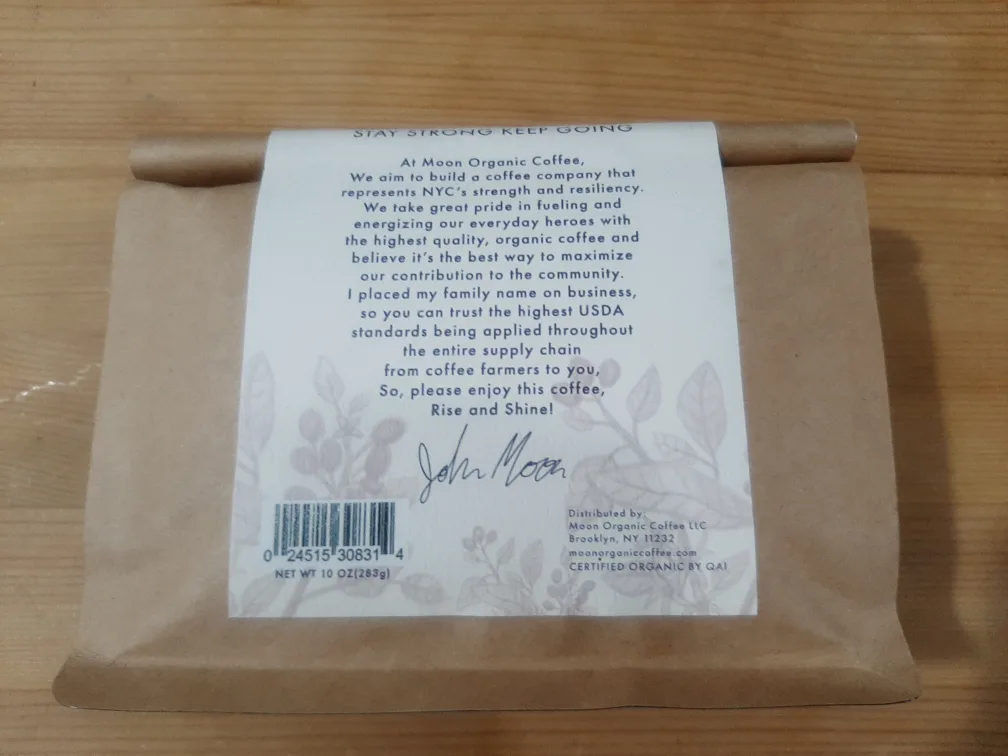 STAY STRONG KEEP GOING
At Moon Organic Coffee,
We aim to build a coffee company that
represents NYC's strength and resiliency.
We take great pride in fueling and
energizing our everyday heroes with
the highest quality, organic coffee and
believe it's the best way to maximize
our contribution to the community.
I placed my family name on business,
so you can trust the highest USDA
standards being applied throughout
the entire supply chain
from coffee farmers to you,
So, please enjoy this coffee,
Rise and Shine!
John Moon
0 24515 30831 4
NET WT 10 OZ(283g)
Distributed by:
Moon Organic Coffee LLC
Brooklyn, NY 11232
moonorganiccoffee.com
CERTIFIED ORGANIC BY QAI